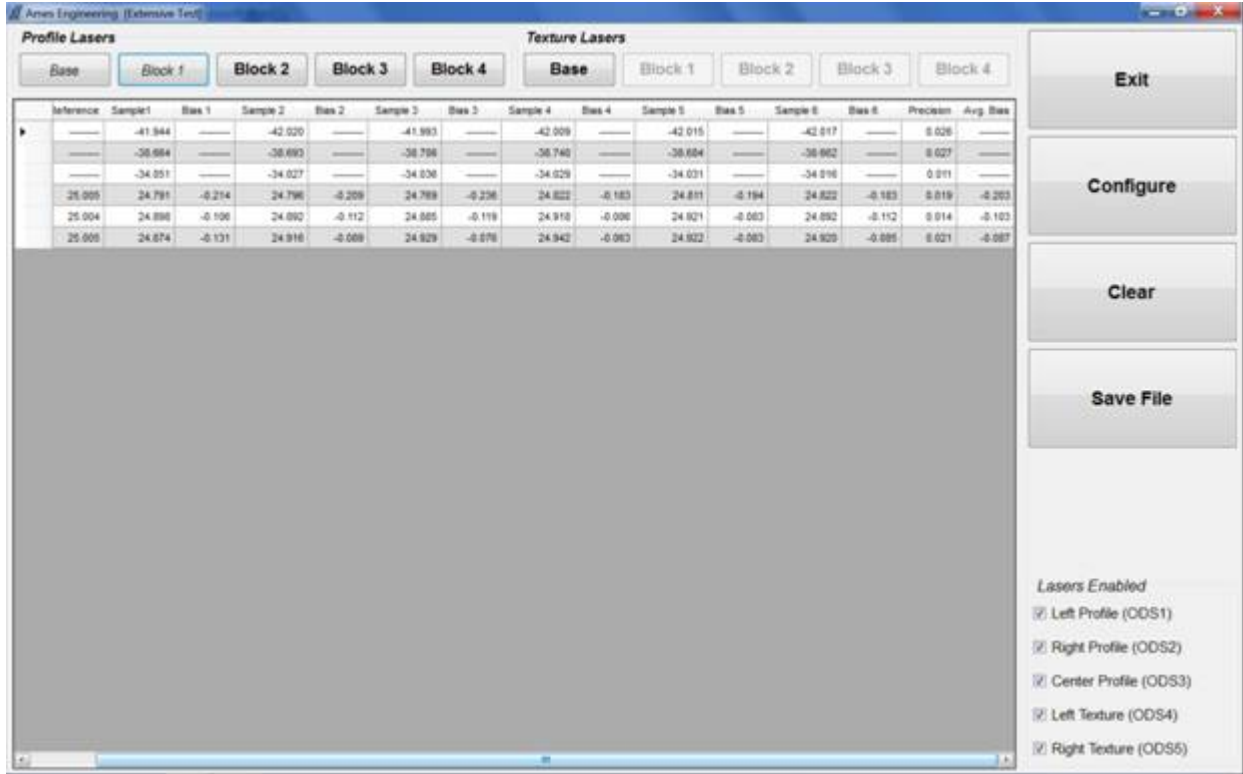 Ames Engineering (Extensive Test)
Profile Lasers Texture Lasers
Base Block 1 Block 2 Block 3 Block 4 Base Block 1 Block 2 Block 3 Block 4
Exit
Configure
Clear
Save File
Reference Sample1 Bias 1 Sample 2 Bias 2 Sample 3 Bias 3 Sample 4 Bias 4 Sample 5 Bias 5 Sample 6 Bias 6 Precision Avg. Bias
-41.944 -42.020 -41.993 -42.009 -42.015 -42.017 0.026
-38.684 -38.693 -38.740 -38.684 -38.662 0.027
-34.051 -34.027 -34.036 -34.029 -34.031 -34.016 0.011
25.005 24.791 -0.214 24.796 -0.209 24.769 -0.236 24.822 -0.183 24.811 -0.194 24.822 -0.183 0.019 -0.203
25.004 24.898 -0.106 24.892 -0.112 24.885 -0.119 24.918 24.921 -0.083 24.892 -0.112 0.014 -0.103
25.005 24.874 -0.131 24.916 -0.089 24.929 -0.076 24.942 -0.063 24.922 -0.083 24.920 -0.085 0.021 -0.087
Lasers Enabled
Left Profile (ODS1)
Right Profile (ODS2)
Center Profile (ODS3)
Left Texture (ODS4)
Right Texture (ODS5)